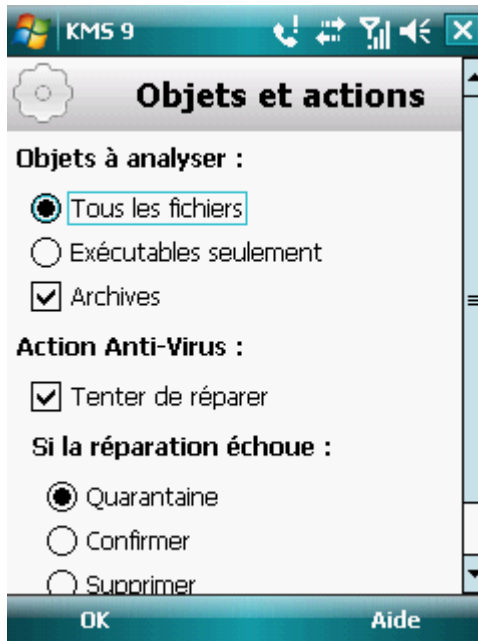 KMS 9
Objets et actions
Objets à analyser :
Tous les fichiers
Exécutables seulement
Archives
Action Anti-Virus :
Tenter de réparer
Si la réparation échoue :
Quarantaine
Confirmer
Supprimer
OK
Aide